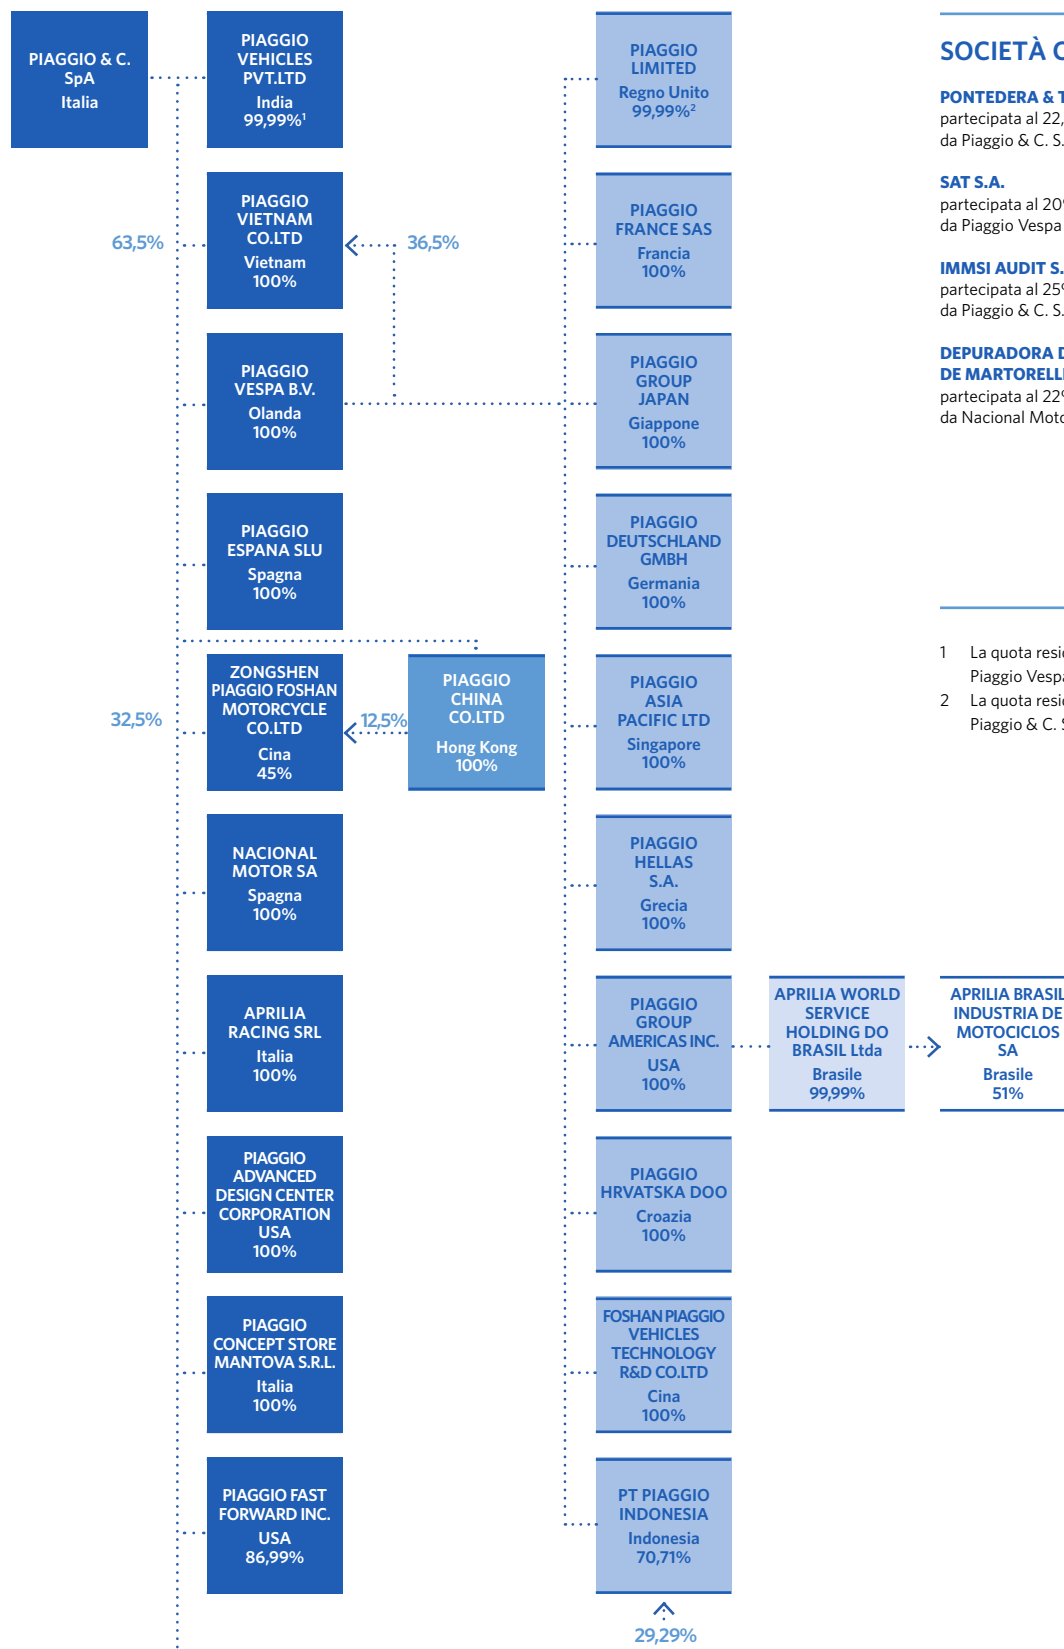 PIAGGIO & C.
SpA
Italia
PIAGGIO
VEHICLES
PVT.LTD
India
99,99%¹
63,5%
PIAGGIO
VIETNAM
CO.LTD
Vietnam
100%
36,5%
PIAGGIO
VESPA B.V.
Olanda
100%
PIAGGIO
ESPANA SLU
Spagna
100%
32,5%
ZONGSHEN
PIAGGIO FOSHAN
MOTORCYCLE
CO.LTD
Cina
45%
12,5%
PIAGGIO
CHINA
CO.LTD
Hong Kong
100%
NACIONAL
MOTOR SA
Spagna
100%
APRILIA
RACING SRL
Italia
100%
PIAGGIO
ADVANCED
DESIGN CENTER
CORPORATION
USA
100%
PIAGGIO
CONCEPT STORE
MANTOVA S.R.L.
Italia
100%
PIAGGIO FAST
FORWARD INC.
USA
86,99%
PIAGGIO
LIMITED
Regno Unito
99,99%²
PIAGGIO
FRANCE SAS
Francia
100%
PIAGGIO
GROUP
JAPAN
Giappone
100%
PIAGGIO
DEUTSCHLAND
GMBH
Germania
100%
PIAGGIO
ASIA
PACIFIC LTD
Singapore
100%
PIAGGIO
HELLAS
S.A.
Grecia
100%
PIAGGIO
GROUP
AMERICAS INC.
USA
100%
APRILIA WORLD
SERVICE
HOLDING DO
BRASIL Ltda
Brasile
99,99%
APRILIA BRASIL
INDUSTRIA DE
MOTOCICLOS
SA
Brasile
51%
PIAGGIO
HRVATSKA DOO
Croazia
100%
FOSHAN PIAGGIO
VEHICLES
TECHNOLOGY
R&D CO.LTD
Cina
100%
PT PIAGGIO
INDONESIA
Indonesia
70,71%
29,29%
SOCIETÀ
PONTEDERA &
partecipata al 22,
da Piaggio & C. S.
SAT S.A.
partecipata al 20%
da Piaggio Vespa
IMMSI AUDIT S.
partecipata al 25%
da Piaggio & C. S.
DEPURADORA D
DE MARTORELL
partecipata al 22%
da Nacional Moto
1 La quota resi
Piaggio Vespa
2 La quota resi
Piaggio & C. S